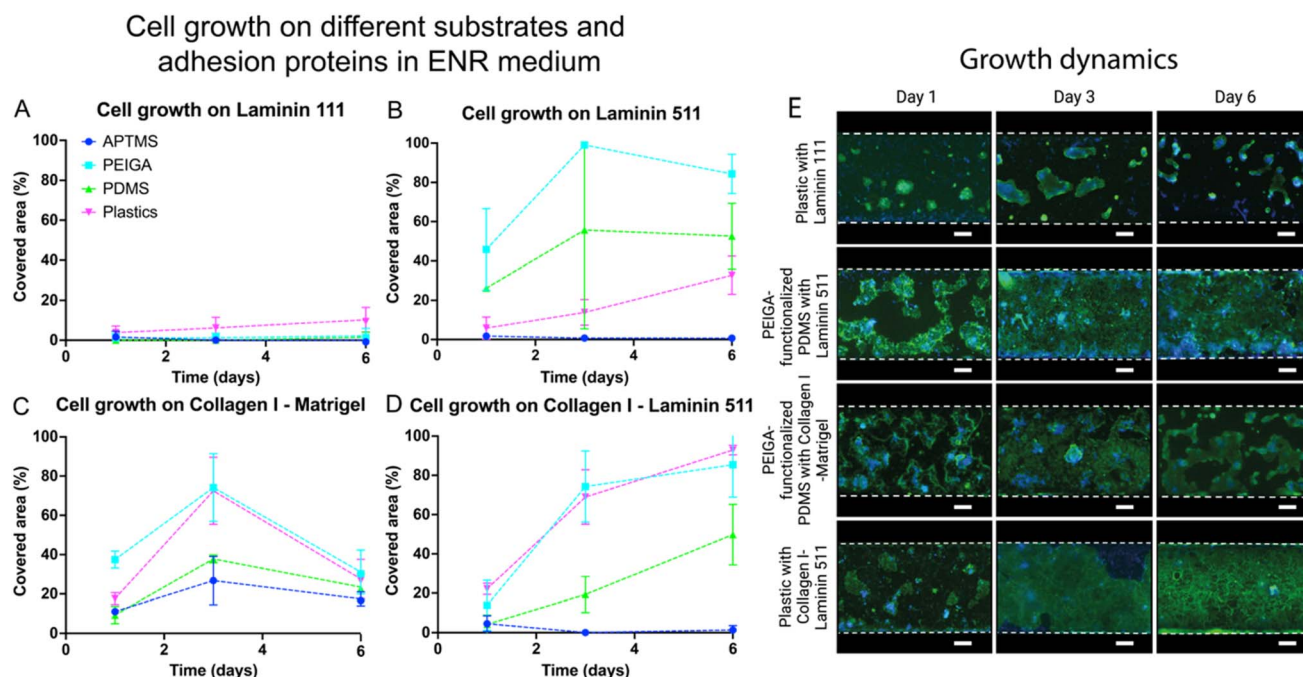 Cell growth on different substrates and
adhesion proteins in ENR medium
A
Cell growth on Laminin 111
APTMS
PEIGA
PDMS
Plastics
100
80
60
40
20
0
Covered area (%)
0 2 4 6
Time (days)
B
Cell growth on Laminin 511
100
80
60
40
20
0
Covered area (%)
0 2 4 6
Time (days)
C
Cell growth on Collagen I - Matrigel
100
80
60
40
20
0
Covered area (%)
0 2 4 6
Time (days)
D
Cell growth on Collagen I - Laminin 511
100
80
60
40
20
0
Covered area (%)
0 2 4 6
Time (days)
Growth dynamics
E
Day 1 Day 3 Day 6
Plastic with
Laminin 111
PEIGA-
functionalized
PDMS with
Laminin 511
PEIGA-
functionalized
PDMS with Collagen I
-Matrigel
Plastic with
Collagen I-
Laminin 511